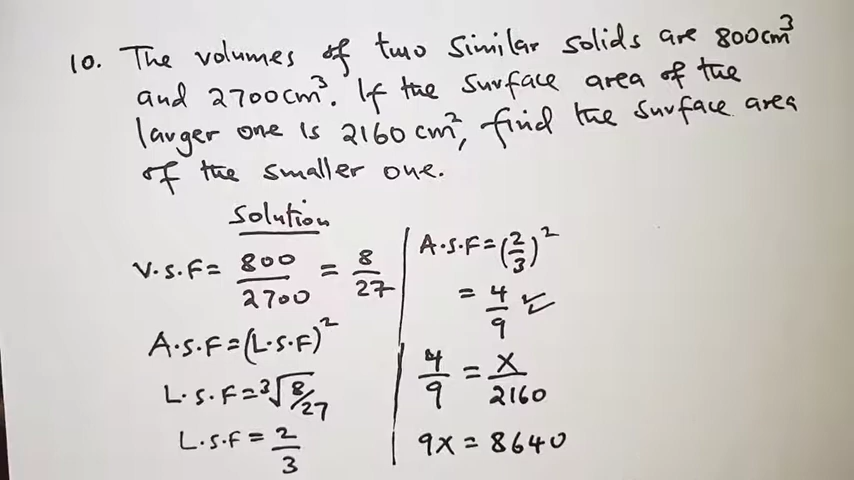 10. The volumes of two similar solids are 800cm³
and 2700cm³. If the surface area of the
larger one is 2160 cm², find the surface area
of the smaller one.
Solution
V.S.F = 800/2700 = 8/27
A.S.F = (L.S.F)²
L.S.F = ³√8/27
L.S.F = 2/3
A.S.F = (2/3)²
= 4/9 ✓
4/9 = x/2160
9x = 8640